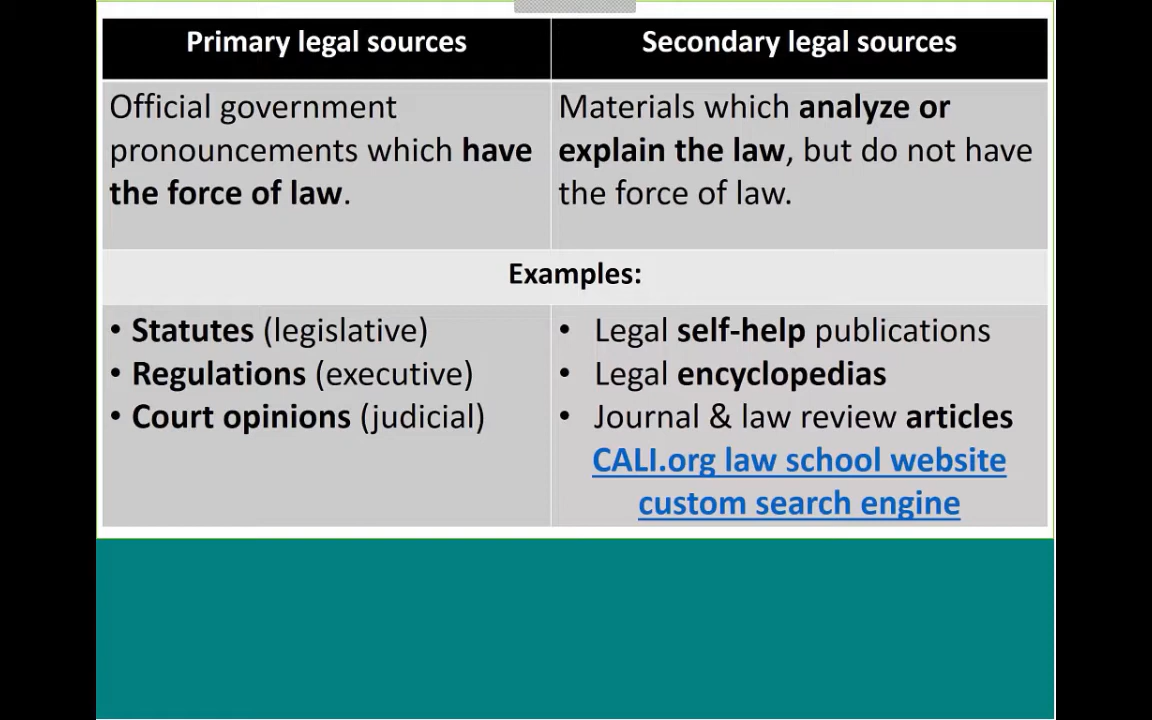 Primary legal sources
Secondary legal sources
Official government
pronouncements which have
the force of law.
Materials which analyze or
explain the law, but do not have
the force of law.
Examples:
• Statutes (legislative)
• Regulations (executive)
• Court opinions (judicial)
• Legal self-help publications
• Legal encyclopedias
• Journal & law review articles
CALI.org law school website
custom search engine